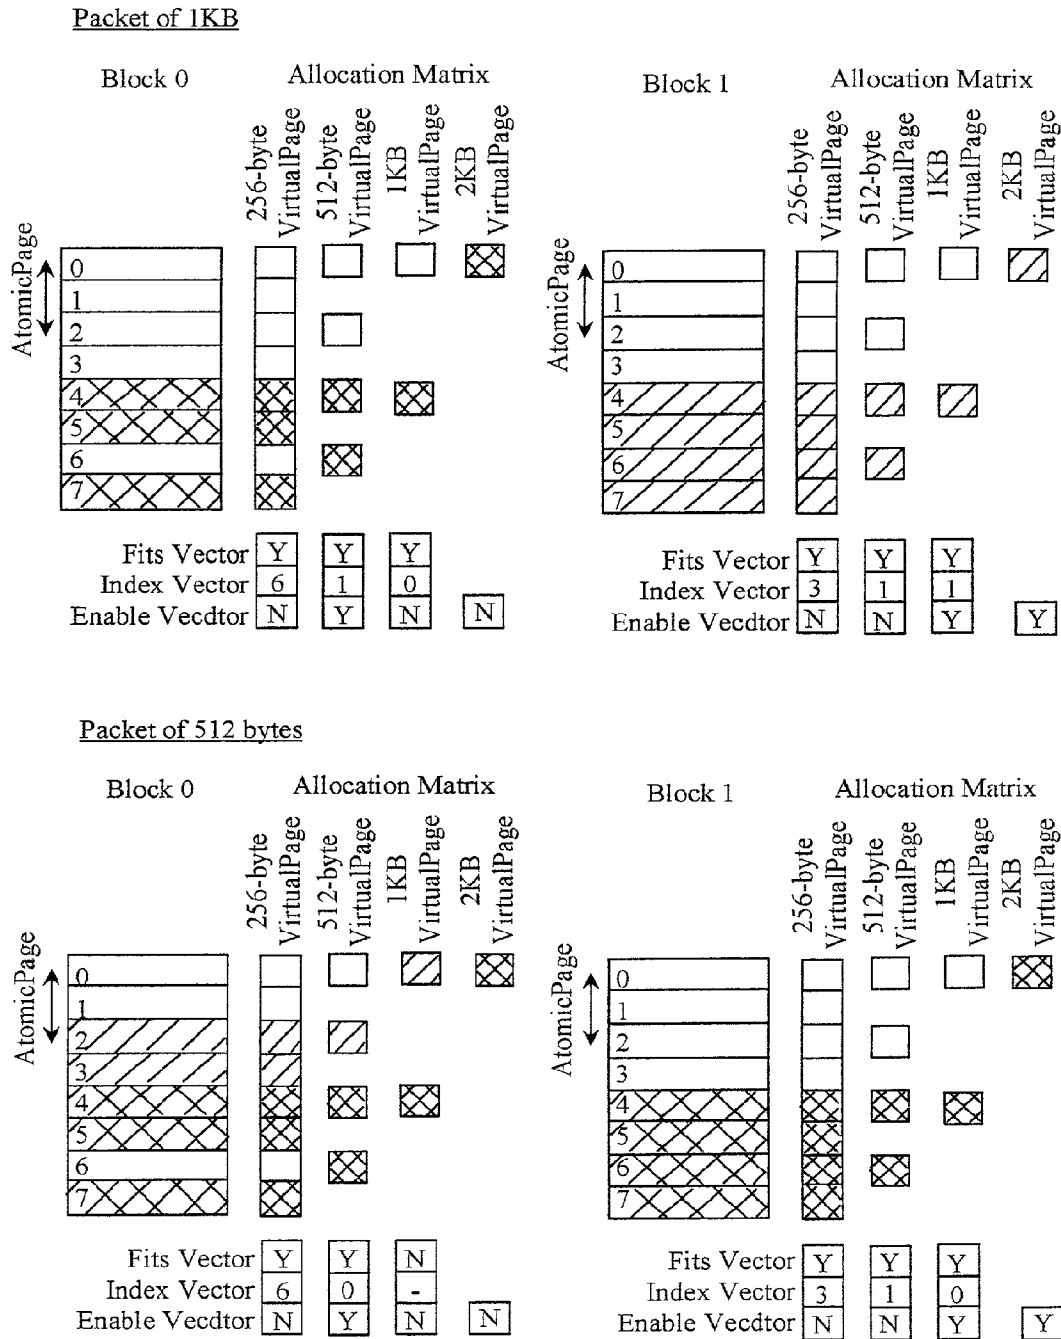 Packet of 1KB
Block 0
Allocation Matrix
256-byte VirtualPage
512-byte VirtualPage
1KB VirtualPage
2KB VirtualPage
AtomicPage
0
1
2
3
4
5
6
7
Fits Vector Y Y Y
Index Vector 6 1 0
Enable Vecdtor N Y N N
Block 1
Allocation Matrix
256-byte VirtualPage
512-byte VirtualPage
1KB VirtualPage
2KB VirtualPage
AtomicPage
0
1
2
3
4
5
6
7
Fits Vector Y Y Y
Index Vector 3 1 1
Enable Vecdtor N N Y Y
Packet of 512 bytes
Block 0
Allocation Matrix
256-byte VirtualPage
512-byte VirtualPage
1KB VirtualPage
2KB VirtualPage
AtomicPage
0
1
2
3
4
5
6
7
Fits Vector Y Y N
Index Vector 6 0 -
Enable Vecdtor N Y N N
Block 1
Allocation Matrix
256-byte VirtualPage
512-byte VirtualPage
1KB VirtualPage
2KB VirtualPage
AtomicPage
0
1
2
3
4
5
6
7
Fits Vector Y Y Y
Index Vector 3 1 0
Enable Vecdtor N N Y Y